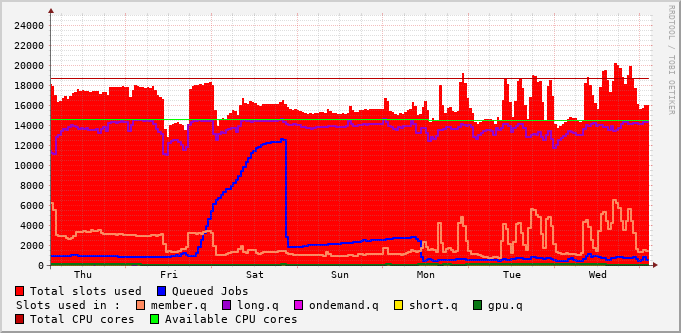 RRDTOOL / TOBI OETIKER
24000
22000
20000
18000
16000
14000
12000
10000
8000
6000
4000
2000
0
Thu Fri Sat Sun Mon Tue Wed
Total slots used Queued Jobs
Slots used in : member.q long.q ondemand.q short.q gpu.q
Total CPU cores Available CPU cores